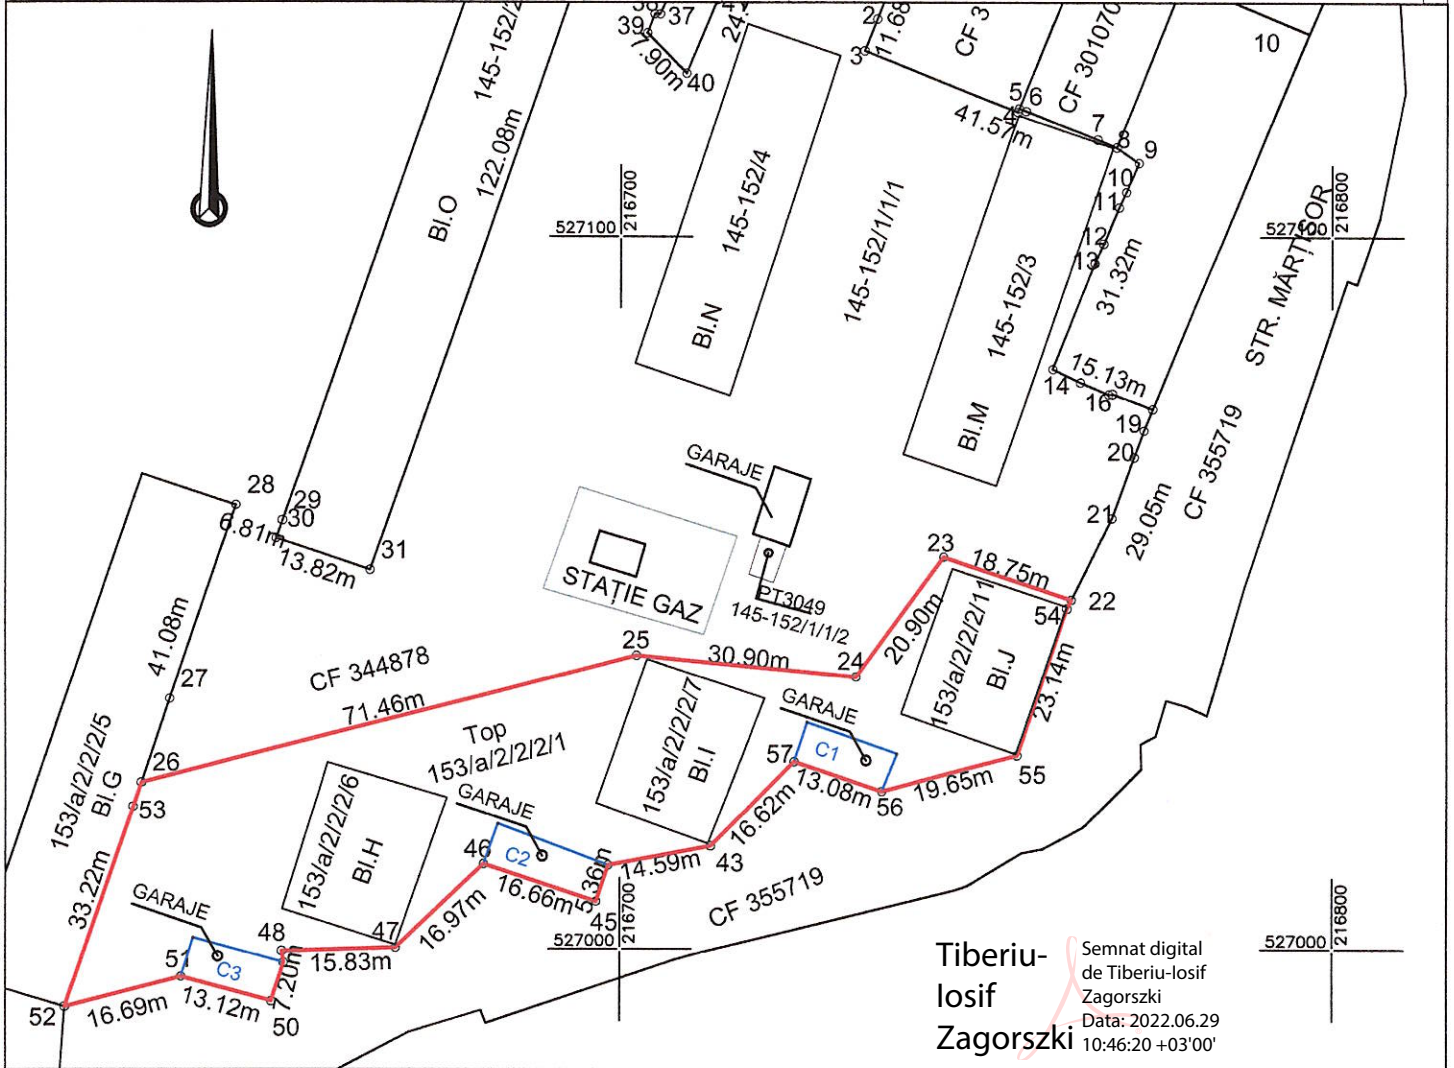 38
37
39
7.90m
40
24.
2
11.68
3
CF 3
CF 301070
10
5
6
4
41.57m
7
8
9
10
11
12
13
31.32m
14
15.13m
16
19
20
21
29.05m
22
145-152/2
122.08m
Bl.O
145-152/4
Bl.N
145-152/1/1/1
145-152/3
Bl.M
527100
216700
527100
216800
STR. MĂRȚIȘOR
CF 355719
GARAJE
28
29
30
6.81m
13.82m
31
STAȚIE GAZ
PT3049
145-152/1/1/2
23
18.75m
54
20.90m
153/a/2/2/2/11
Bl.J
23.14m
41.08m
27
CF 344878
71.46m
25
30.90m
24
26
53
153/a/2/2/2/5
Bl.G
Top
153/a/2/2/2/1
153/a/2/2/2/7
Bl.I
GARAJE
C1
57
13.08m
56
19.65m
55
153/a/2/2/2/6
Bl.H
GARAJE
46
C2
16.66m
5.36m
45
14.59m
43
16.62m
33.22m
GARAJE
48
47
16.97m
15.83m
51
C3
7.20m
52
16.69m
13.12m
50
CF 355719
527000
216700
527000
216800
Tiberiu-
Iosif
Zagorszki
Semnat digital
de Tiberiu-Iosif
Zagorszki
Data: 2022.06.29
10:46:20 +03'00'